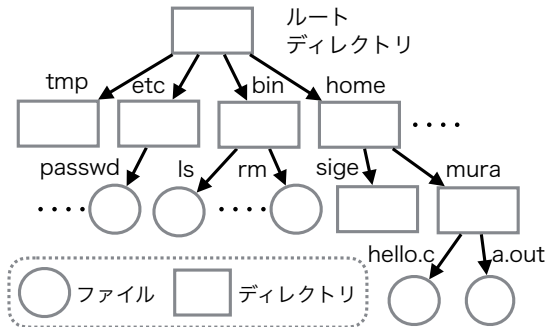 ルート
ディレクトリ
tmp
etc
bin
home
passwd
ls
rm
sige
mura
hello.c
a.out
ファイル
ディレクトリ